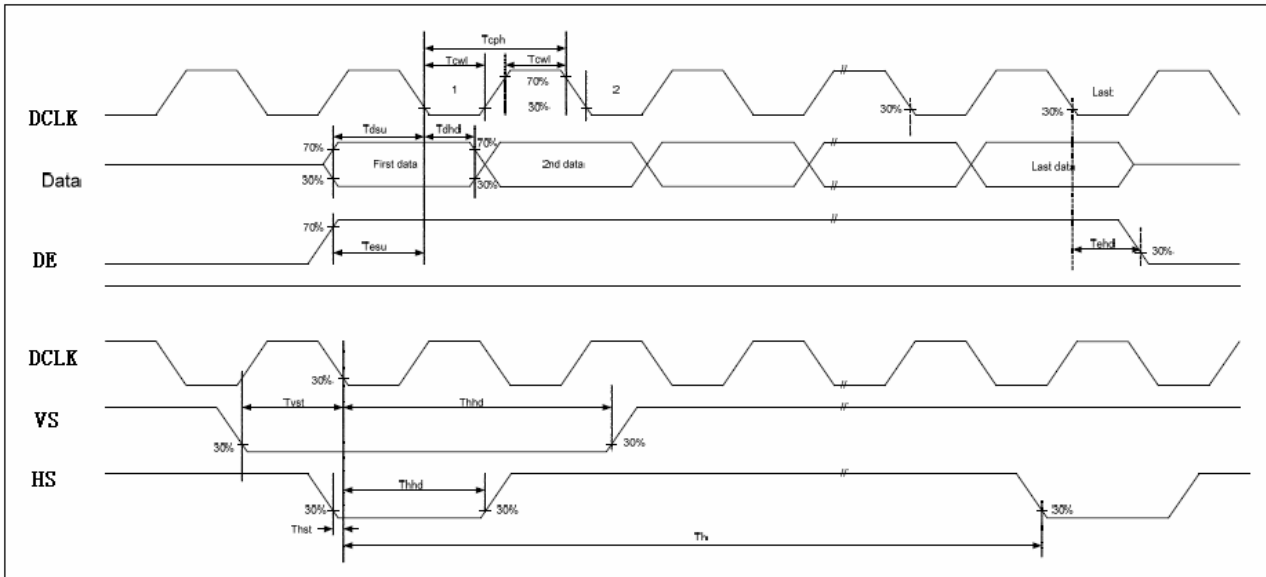 Tcph
Tcwl Tcwl
1 70% 2 Last
30% 30% 30%
DCLK
Tdsu Tdhd
70% 70%
First data 2nd data Last data
Data
30% 30%
70%
Tesu Tehd
DE 30%
DCLK
30%
Tvst Thhd
VS
30% 30%
HS
Thhd
30% 30% 30%
Thst
Th